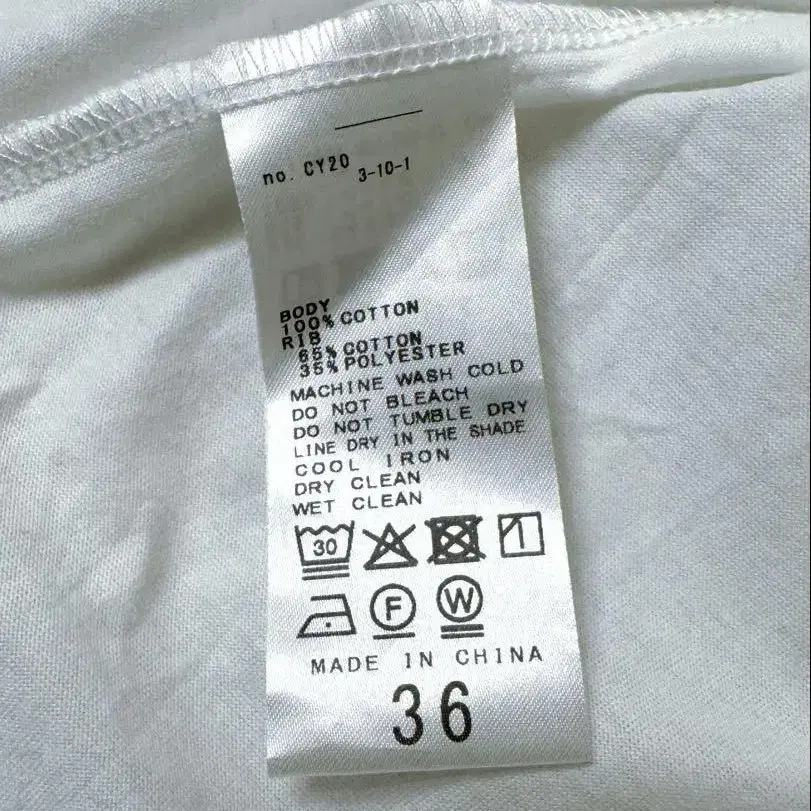 no. CY20 3-10-1
BODY
100% COTTON
RIB
65% COTTON
35% POLYESTER
MACHINE WASH COLD
DO NOT BLEACH
DO NOT TUMBLE DRY
LINE DRY IN THE SHADE
COOL IRON
DRY CLEAN
WET CLEAN
30
F W
MADE IN CHINA
36